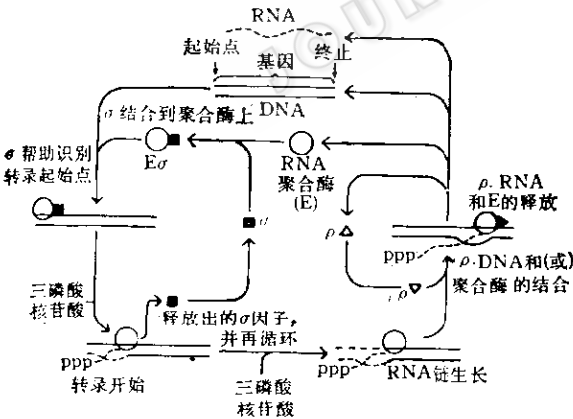 RNA
起始点
基因
终止
DNA
σ结合到聚合酶上
Eσ
RNA
聚合酶
(E)
σ帮助识别
转录起始点
σ
ρ
ρ
ρ.RNA
和E的释放
ppp
ρ·DNA和(或)
聚合酶的结合
三磷酸
核苷酸
释放出的σ因子,
并再循环
ppp
转录开始
三磷酸
核苷酸
ppp
RNA链生长